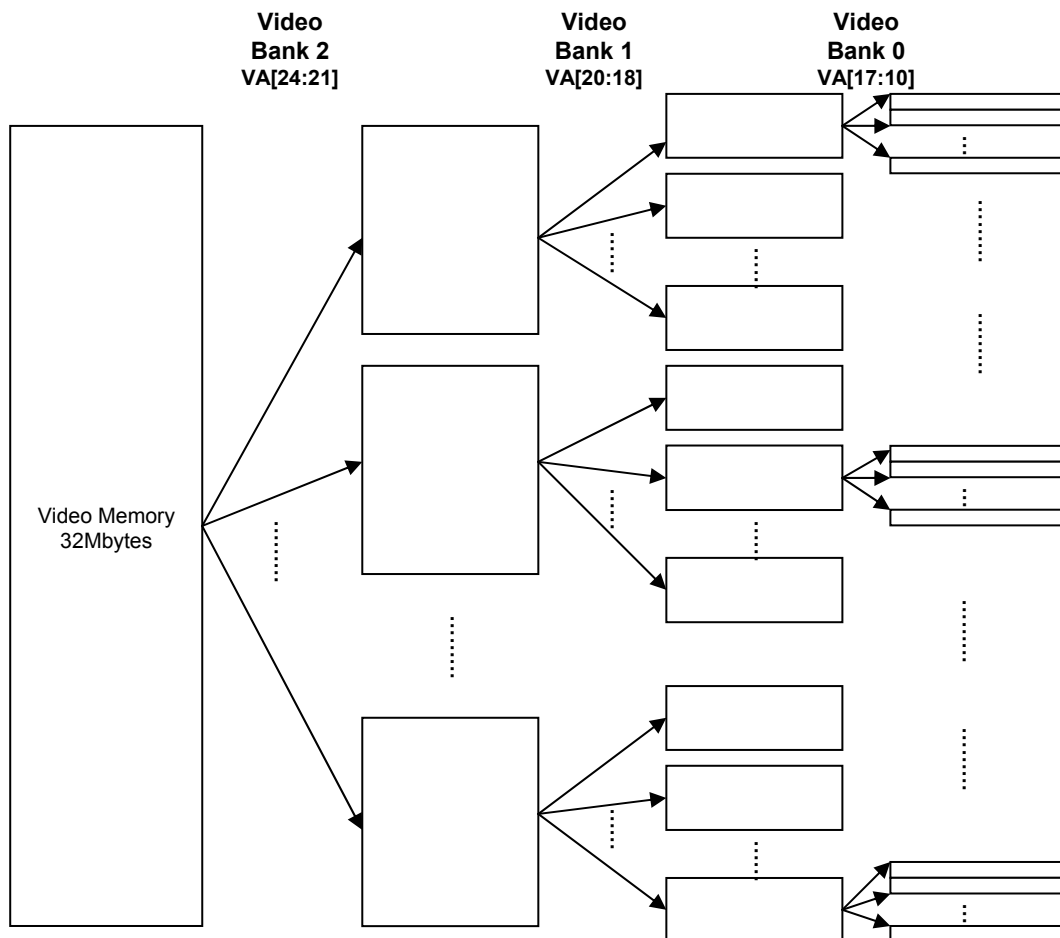 Video
Bank 2
VA[24:21]
Video
Bank 1
VA[20:18]
Video
Bank 0
VA[17:10]
Video Memory
32Mbytes